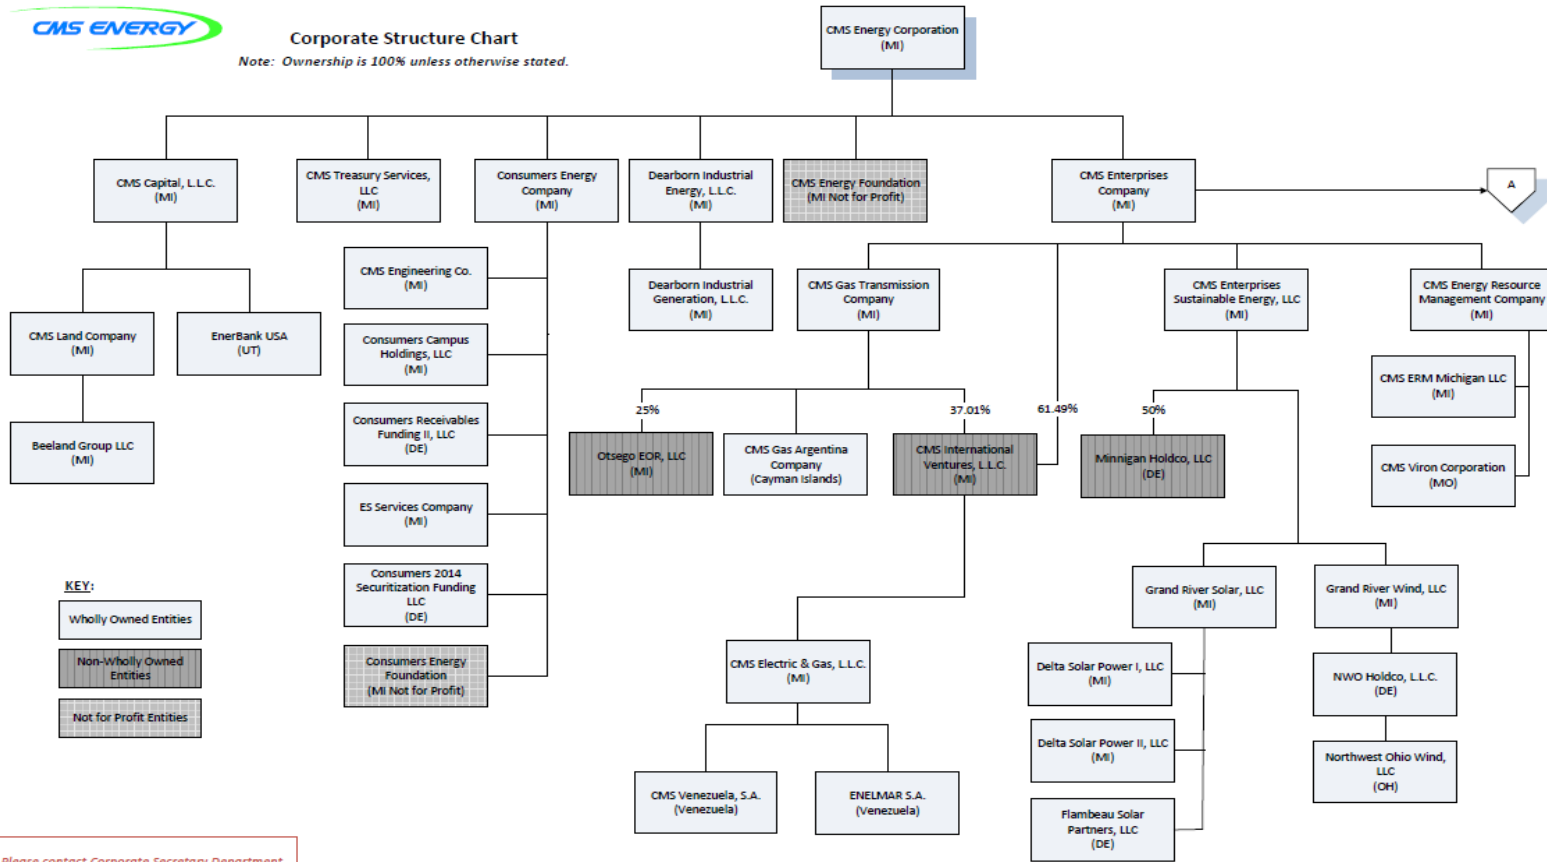 CMS ENERGY
Corporate Structure Chart
Note: Ownership is 100% unless otherwise stated.
CMS Energy Corporation
(MI)
CMS Capital, L.L.C.
(MI)
CMS Treasury Services,
LLC
(MI)
Consumers Energy
Company
(MI)
Dearborn Industrial
Energy, L.L.C.
(MI)
CMS Energy Foundation
(MI Not for Profit)
CMS Enterprises
Company
(MI)
A
CMS Land Company
(MI)
EnerBank USA
(UT)
Beeland Group LLC
(MI)
CMS Engineering Co.
(MI)
Consumers Campus
Holdings, LLC
(MI)
Consumers Receivables
Funding II, LLC
(DE)
ES Services Company
(MI)
Consumers 2014
Securitization Funding
LLC
(DE)
Consumers Energy
Foundation
(MI Not for Profit)
Dearborn Industrial
Generation, L.L.C.
(MI)
CMS Gas Transmission
Company
(MI)
CMS Enterprises
Sustainable Energy, LLC
(MI)
CMS Energy Resource
Management Company
(MI)
25%
37.01%
61.49%
50%
Otsego EOR, LLC
(MI)
CMS Gas Argentina
Company
(Cayman Islands)
CMS International
Ventures, L.L.C.
(MI)
Minnigan Holdco, LLC
(DE)
CMS ERM Michigan LLC
(MI)
CMS Viron Corporation
(MO)
CMS Electric & Gas, L.L.C.
(MI)
CMS Venezuela, S.A.
(Venezuela)
ENELMAR S.A.
(Venezuela)
Grand River Solar, LLC
(MI)
Grand River Wind, LLC
(MI)
Delta Solar Power I, LLC
(MI)
Delta Solar Power II, LLC
(MI)
Flambeau Solar
Partners, LLC
(DE)
NWO Holdco, L.L.C.
(DE)
Northwest Ohio Wind,
LLC
(OH)
KEY:
Wholly Owned Entities
Non-Wholly Owned
Entities
Not for Profit Entities
Please contact Corporate Secretary Department